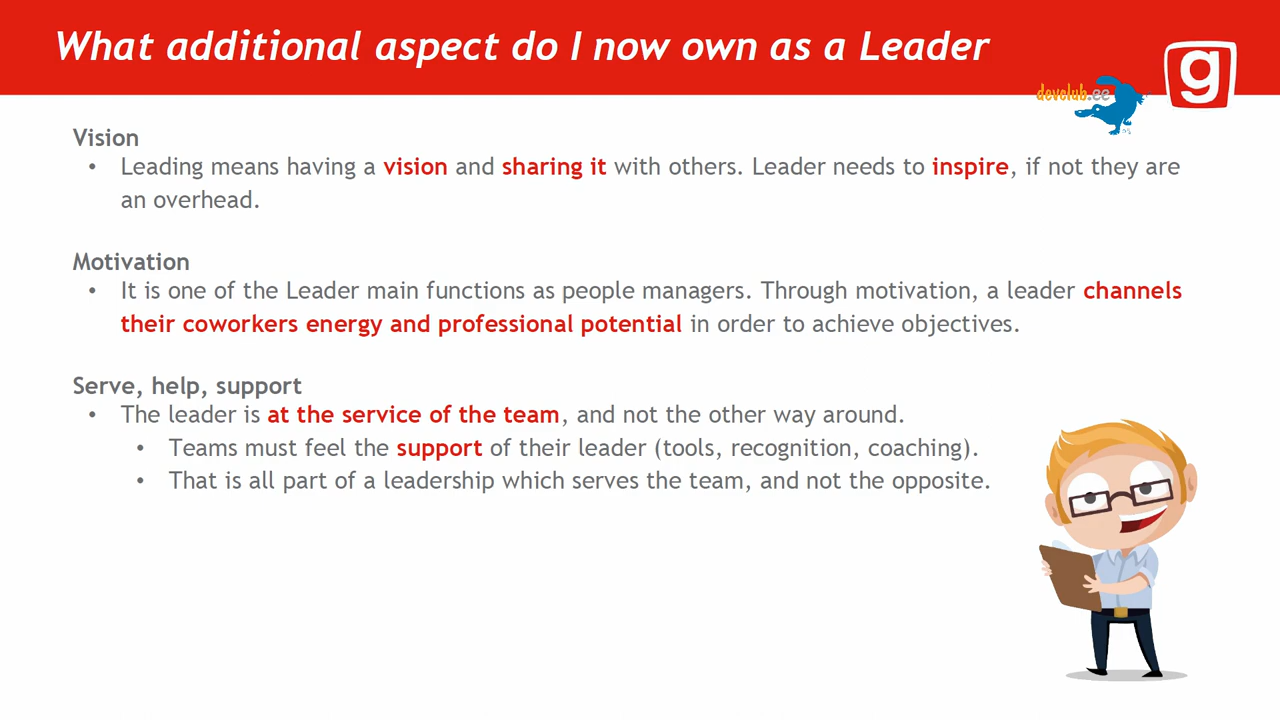 What additional aspect do I now own as a Leader
devclub.ee
g
Vision
• Leading means having a vision and sharing it with others. Leader needs to inspire, if not they are
an overhead.
Motivation
• It is one of the Leader main functions as people managers. Through motivation, a leader channels
their coworkers energy and professional potential in order to achieve objectives.
Serve, help, support
• The leader is at the service of the team, and not the other way around.
• Teams must feel the support of their leader (tools, recognition, coaching).
• That is all part of a leadership which serves the team, and not the opposite.